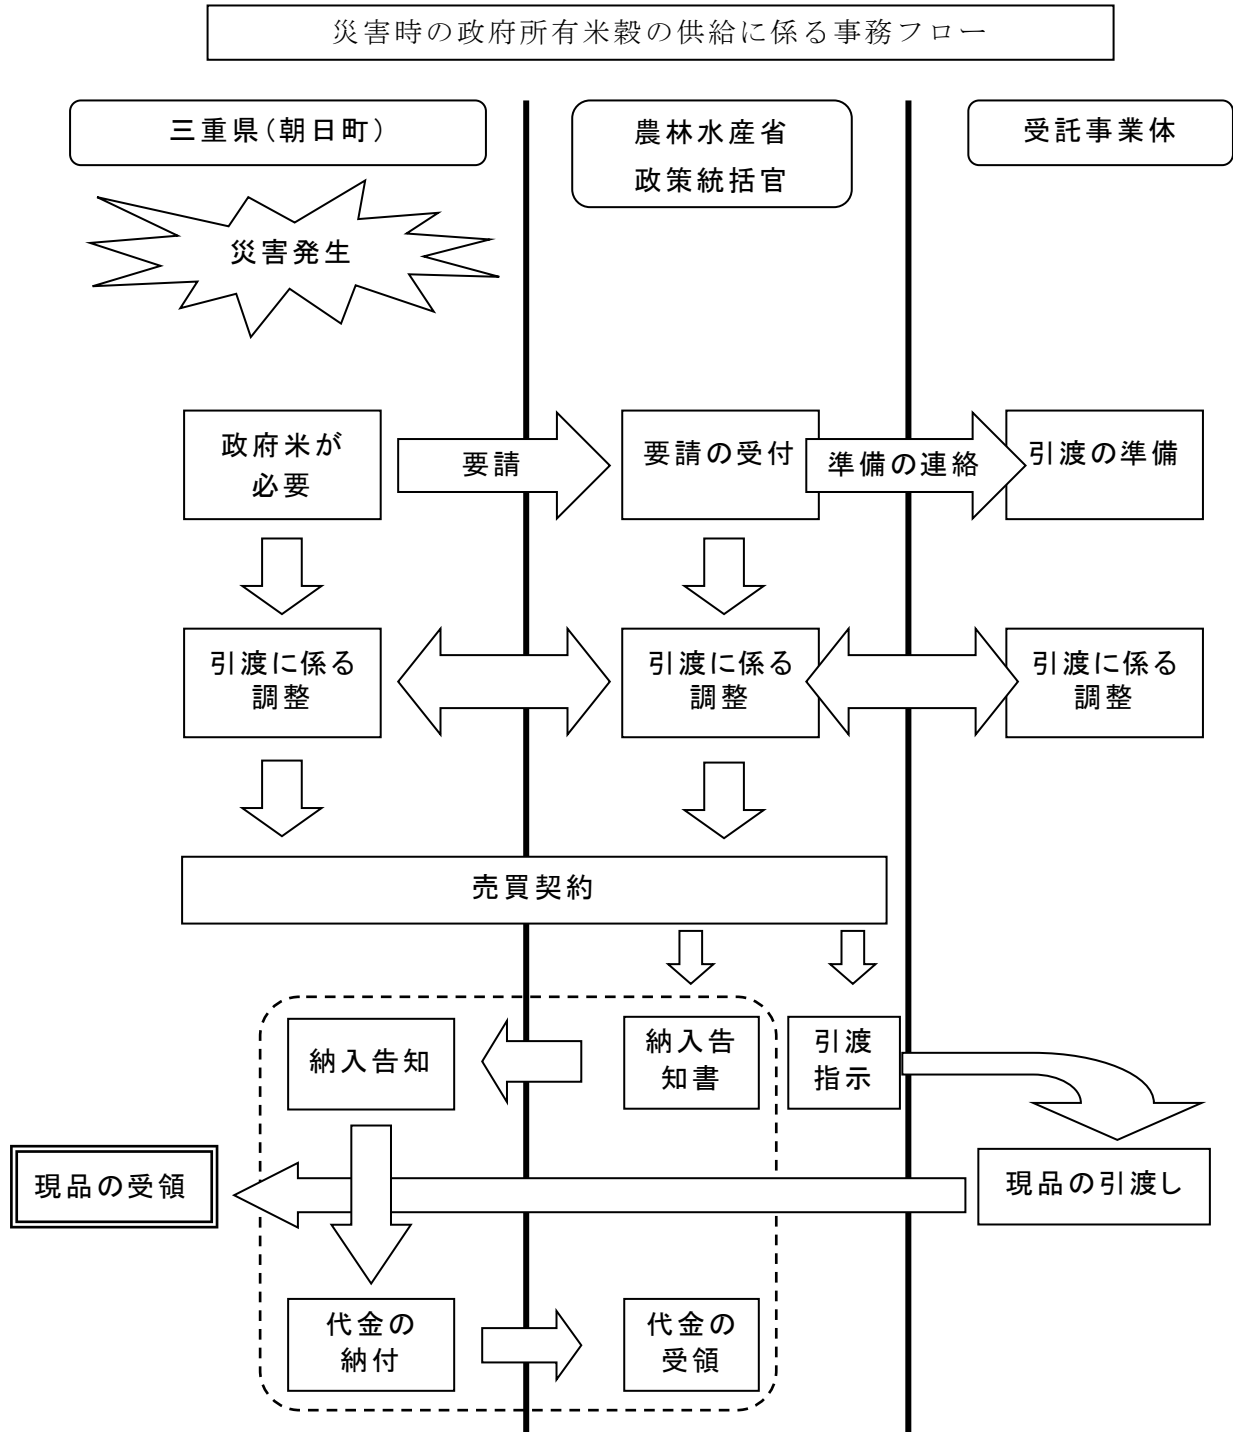 災害時の政府所有米穀の供給に係る事務フロー
三重県（朝日町）
農林水産省
政策統括官
受託事業体
災害発生
政府米が
必要
要請
要請の受付
準備の連絡
引渡の準備
引渡に係る
調整
引渡に係る
調整
引渡に係る
調整
売買契約
納入告知
納入告
知書
引渡
指示
現品の受領
現品の引渡し
代金の
納付
代金の
受領